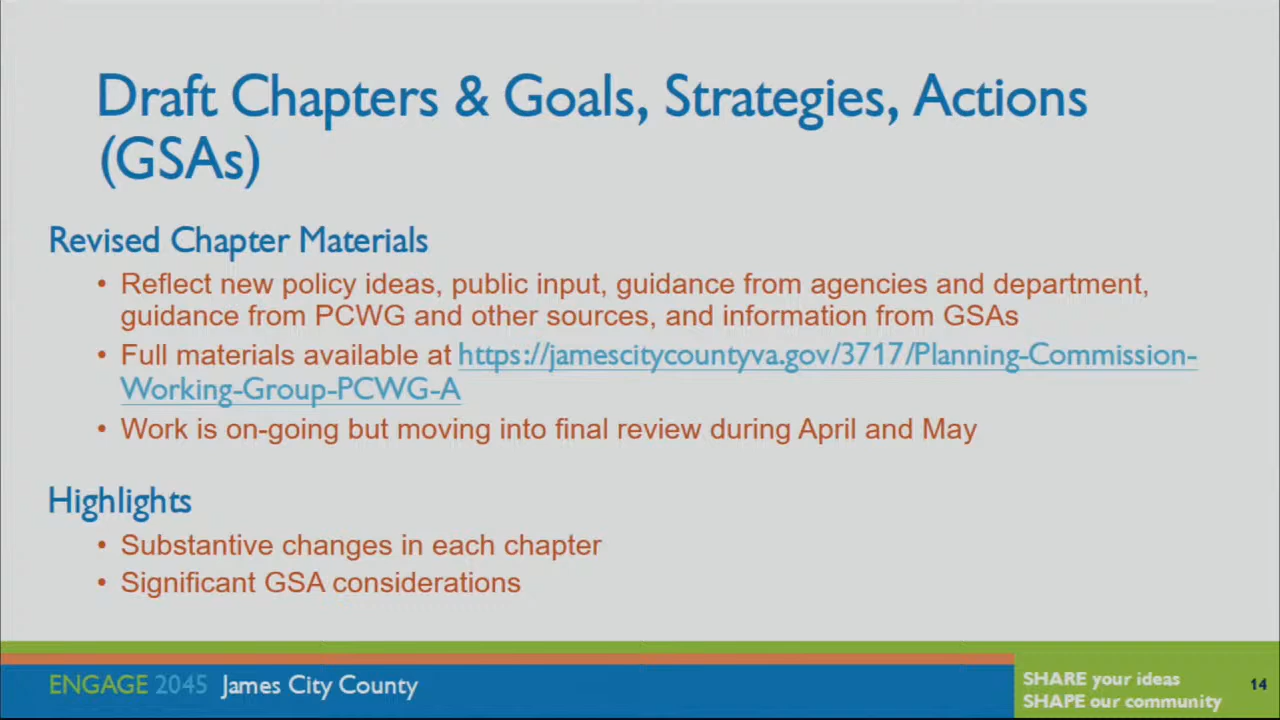 Draft Chapters & Goals, Strategies, Actions
(GSAs)
Revised Chapter Materials
• Reflect new policy ideas, public input, guidance from agencies and department,
guidance from PCWG and other sources, and information from GSAs
• Full materials available at https://jamescitycountyva.gov/3717/Planning-Commission-
Working-Group-PCWG-A
• Work is on-going but moving into final review during April and May
Highlights
• Substantive changes in each chapter
• Significant GSA considerations
ENGAGE 2045 James City County
SHARE your ideas
SHAPE our community
14